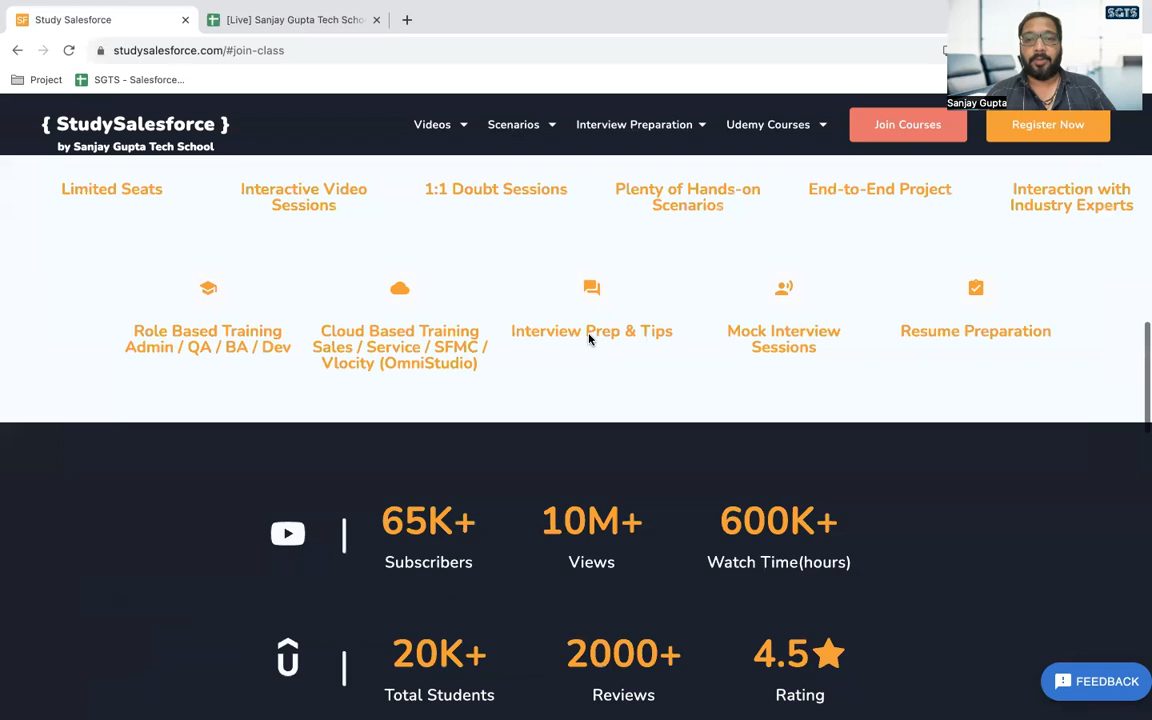 Study Salesforce
[Live] Sanjay Gupta Tech Scho
studysalesforce.com/#join-class
Project
SGTS - Salesforce...
SGTS
Sanjay Gupta
{ StudySalesforce }
by Sanjay Gupta Tech School
Videos
Scenarios
Interview Preparation
Udemy Courses
Join Courses
Register Now
Limited Seats
Interactive Video
Sessions
1:1 Doubt Sessions
Plenty of Hands-on
Scenarios
End-to-End Project
Interaction with
Industry Experts
Role Based Training
Admin / QA / BA / Dev
Cloud Based Training
Sales / Service / SFMC /
Vlocity (OmniStudio)
Interview Prep & Tips
Mock Interview
Sessions
Resume Preparation
65K+
Subscribers
10M+
Views
600K+
Watch Time(hours)
20K+
Total Students
2000+
Reviews
4.5
Rating
FEEDBACK